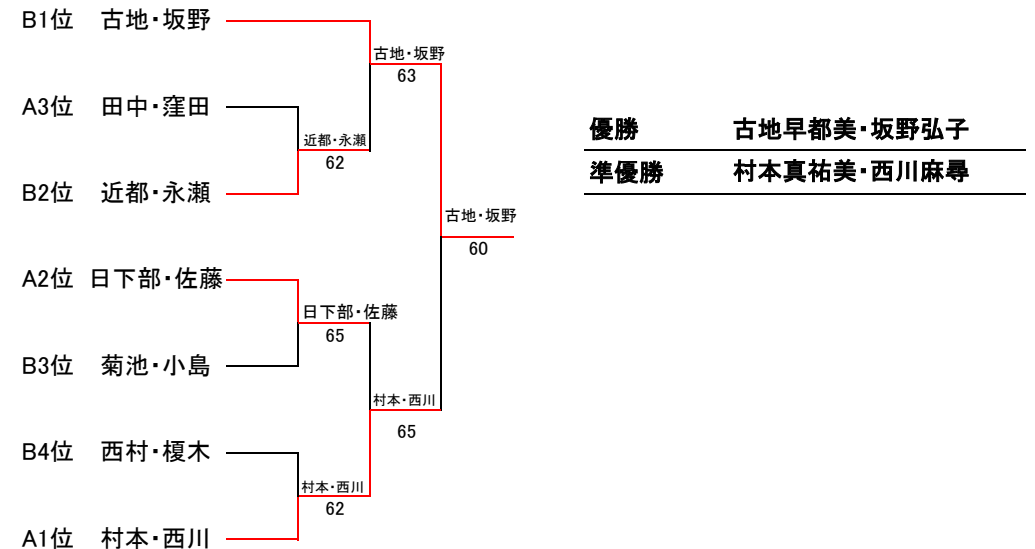 B1位 古地・坂野
古地・坂野
63
A3位 田中・窪田
近都・永瀬
62
B2位 近都・永瀬
古地・坂野
60
A2位 日下部・佐藤
日下部・佐藤
65
B3位 菊池・小島
村本・西川
65
B4位 西村・榎木
村本・西川
62
A1位 村本・西川
優勝 古地早都美・坂野弘子
準優勝 村本真祐美・西川麻尋